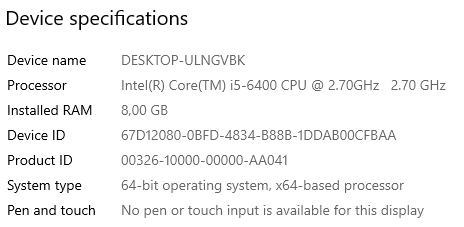 Device specifications
Device name DESKTOP-ULNGVBK
Processor Intel(R) Core(TM) i5-6400 CPU @ 2.70GHz 2.70 GHz
Installed RAM 8,00 GB
Device ID 67D12080-0BFD-4834-B88B-1DDAB00CFBAA
Product ID 00326-10000-00000-AA041
System type 64-bit operating system, x64-based processor
Pen and touch No pen or touch input is available for this display